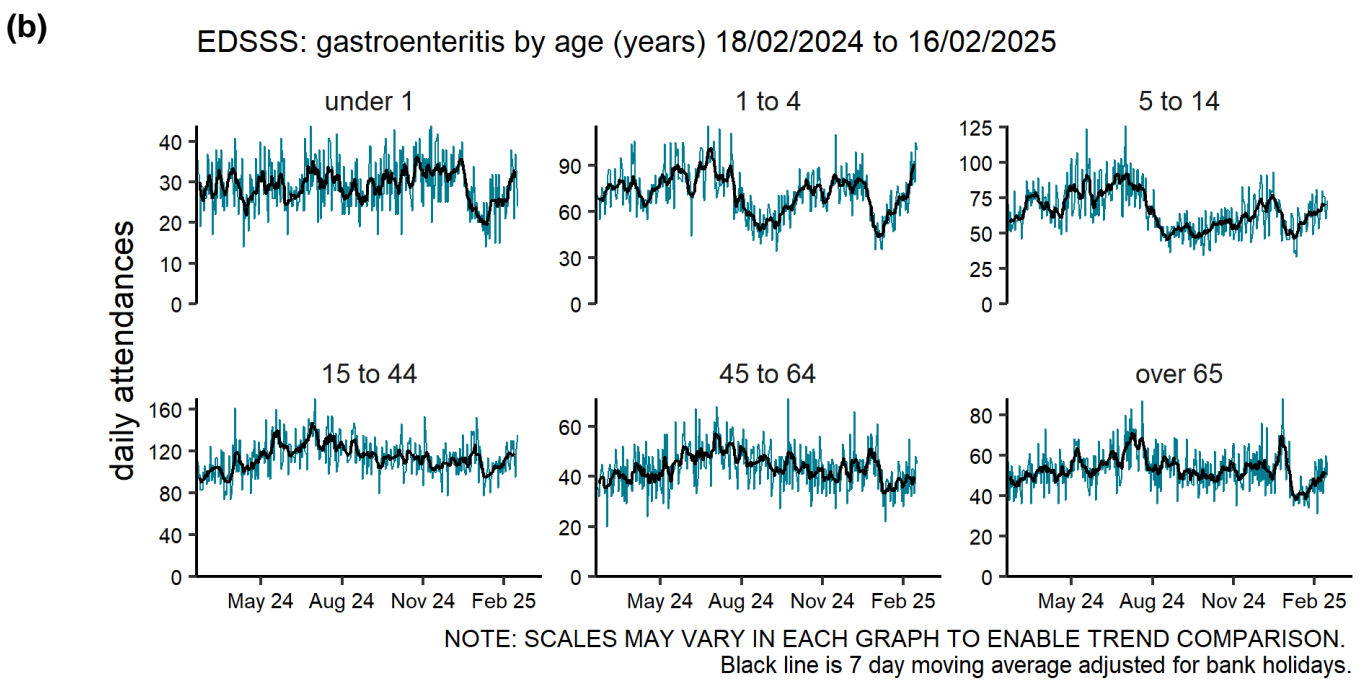 (b)
EDSSS: gastroenteritis by age (years) 18/02/2024 to 16/02/2025
daily attendances
under 1
40
30
20
10
0
1 to 4
90
60
30
0
5 to 14
125
100
75
50
25
0
15 to 44
160
120
80
40
0
May 24 Aug 24 Nov 24 Feb 25
45 to 64
60
40
20
0
May 24 Aug 24 Nov 24 Feb 25
over 65
80
60
40
20
0
May 24 Aug 24 Nov 24 Feb 25
NOTE: SCALES MAY VARY IN EACH GRAPH TO ENABLE TREND COMPARISON.
Black line is 7 day moving average adjusted for bank holidays.